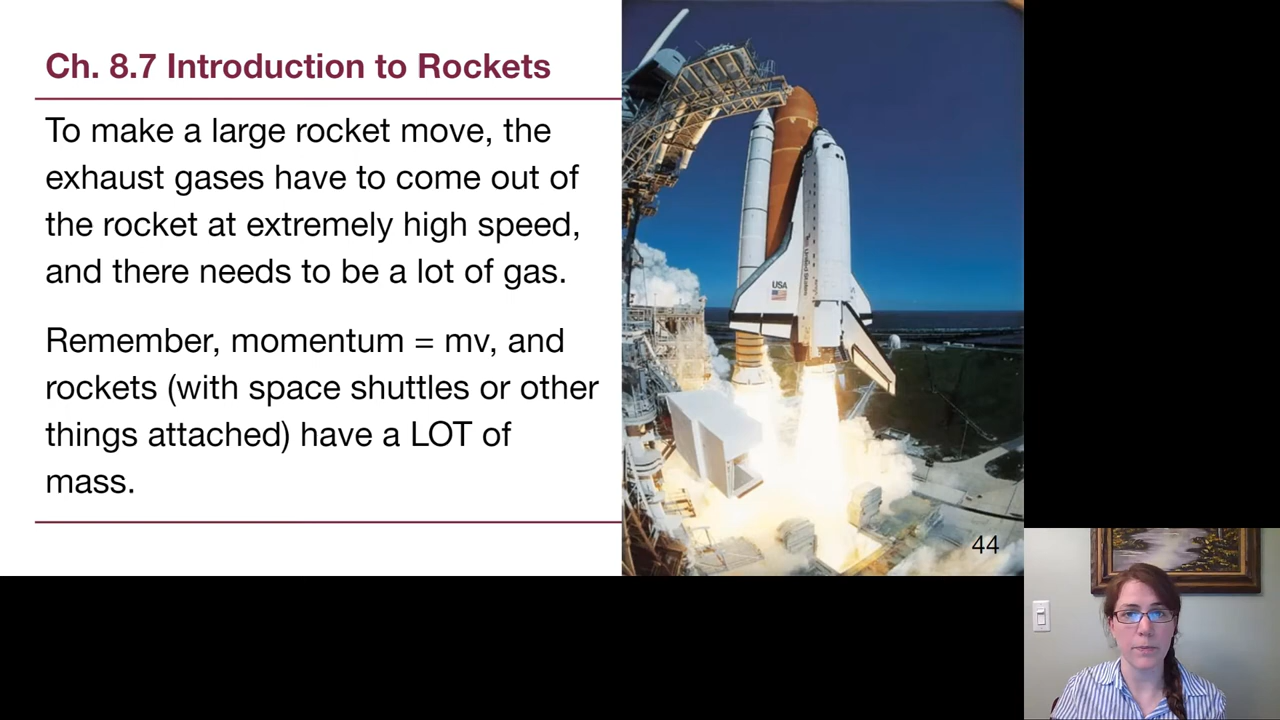 Ch. 8.7 Introduction to Rockets
To make a large rocket move, the
exhaust gases have to come out of
the rocket at extremely high speed,
and there needs to be a lot of gas.
Remember, momentum = mv, and
rockets (with space shuttles or other
things attached) have a LOT of
mass.
USA
United States
44